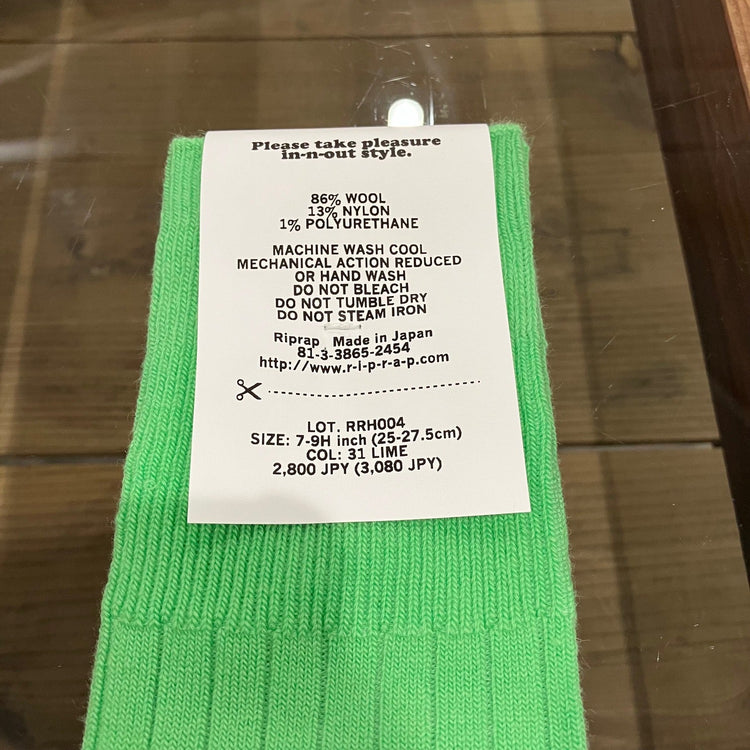 Please take pleasure
in-n-out style.
86% WOOL
13% NYLON
1% POLYURETHANE
MACHINE WASH COOL
MECHANICAL ACTION REDUCED
OR HAND WASH
DO NOT BLEACH
DO NOT TUMBLE DRY
DO NOT STEAM IRON
Riprap Made in Japan
81-3-3865-2454
http://www.r-i-p-r-a-p.com
LOT. RRH004
SIZE: 7-9H inch (25-27.5cm)
COL: 31 LIME
2,800 JPY (3,080 JPY)